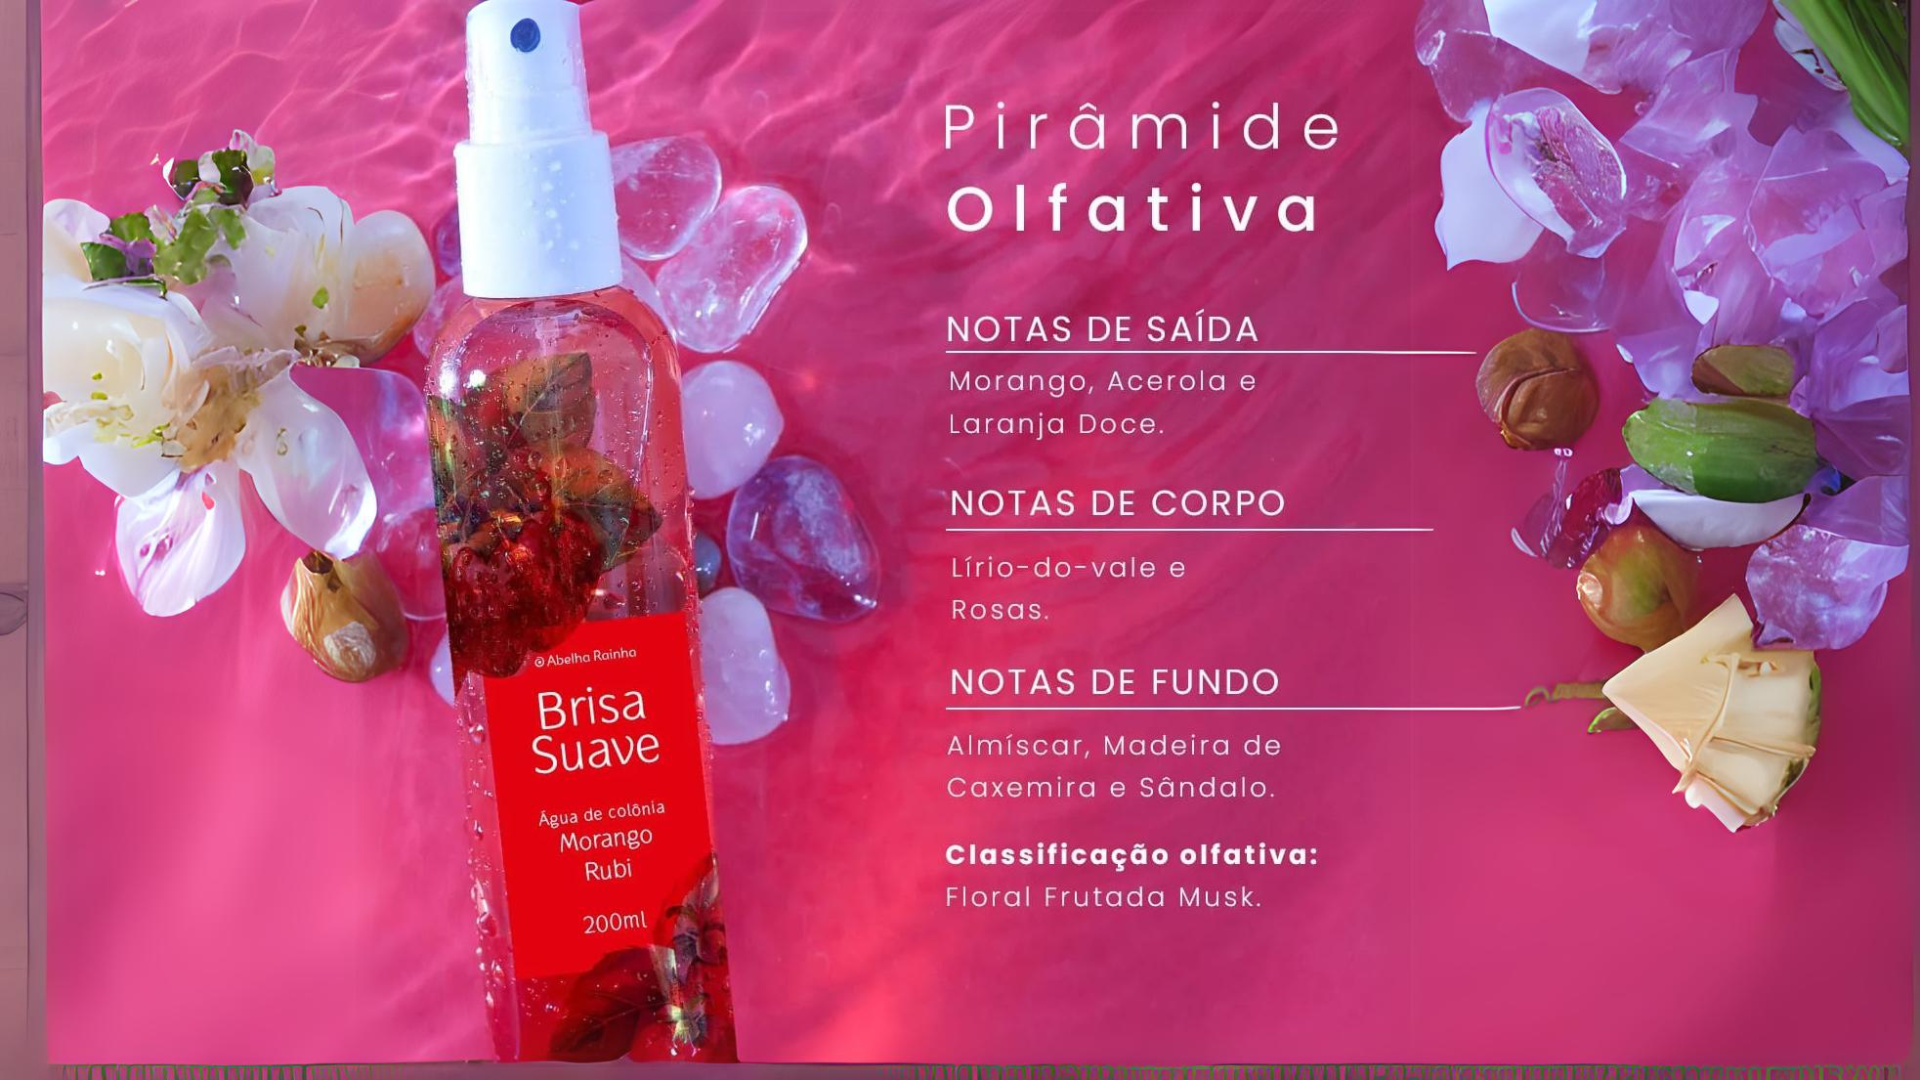 Abelha Rainha
Brisa
Suave
Água de colônia
Morango
Rubi
200ml
Pirâmide
Olfativa
NOTAS DE SAÍDA
Morango, Acerola e
Laranja Doce.
NOTAS DE CORPO
Lírio-do-vale e
Rosas.
NOTAS DE FUNDO
Almíscar, Madeira de
Caxemira e Sândalo.
Classificação olfativa:
Floral Frutada Musk.